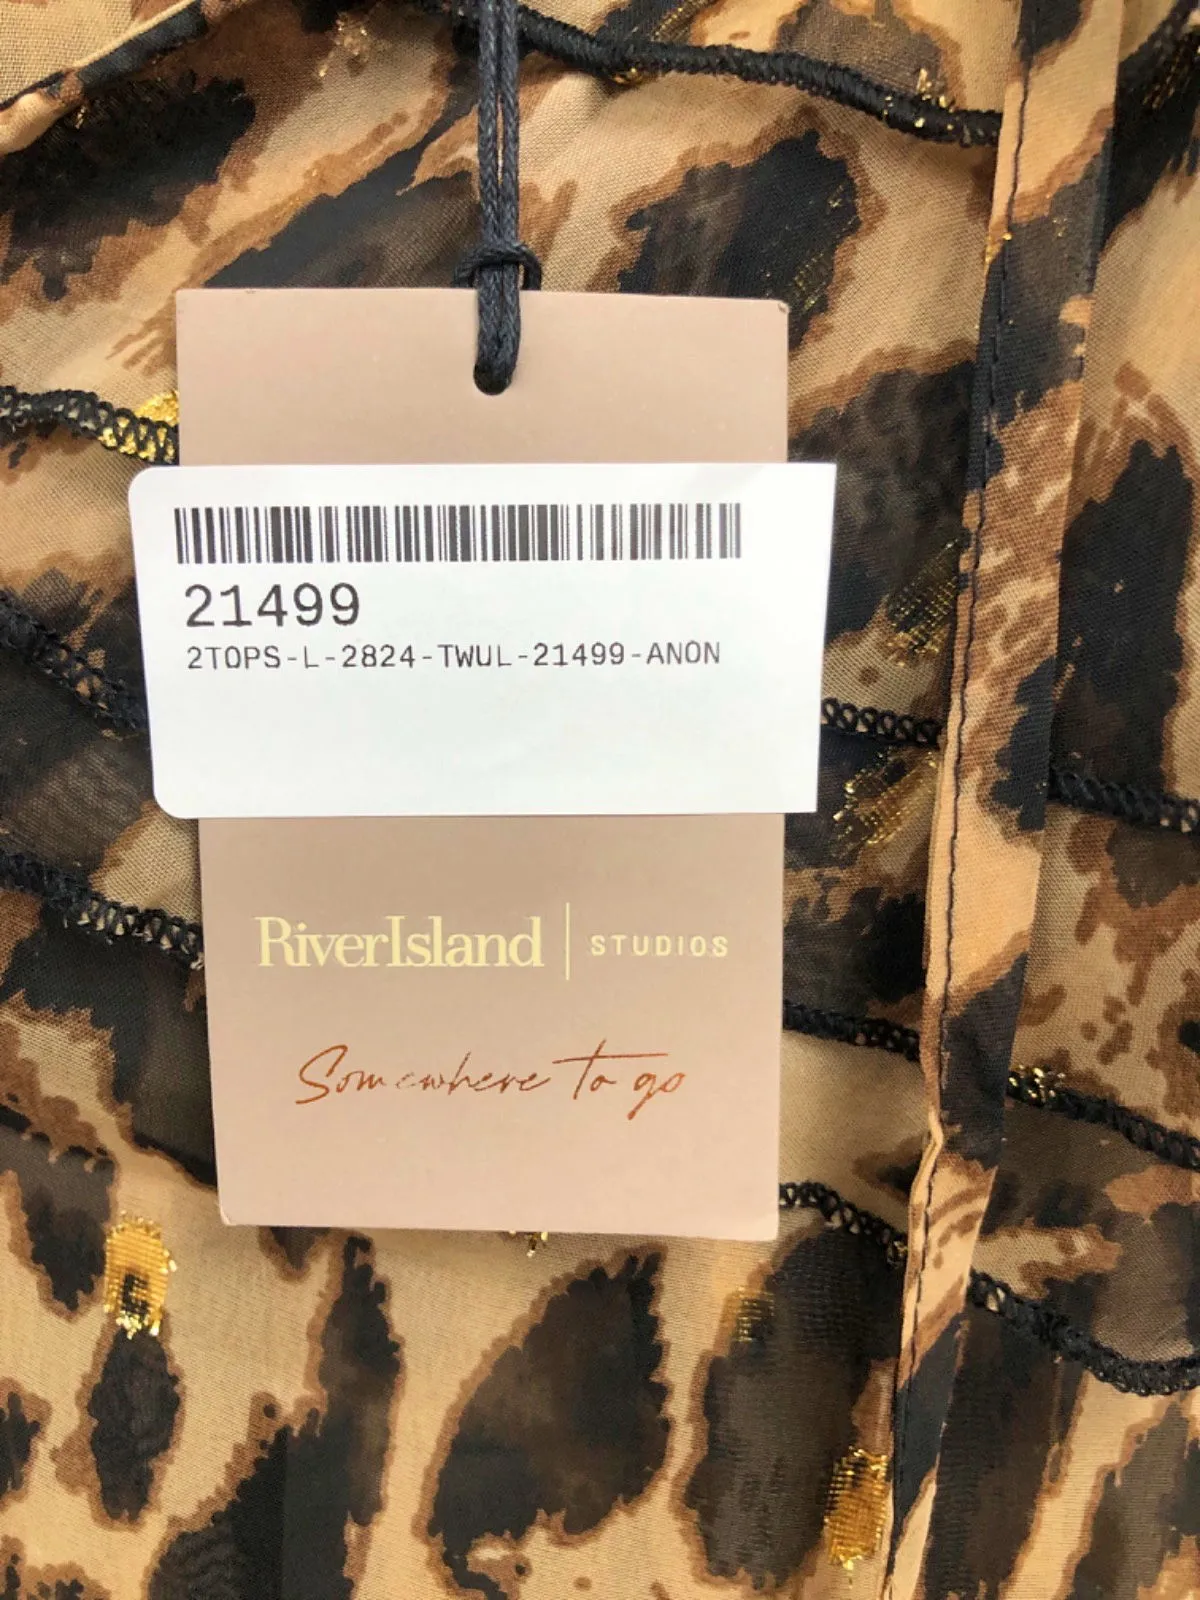 21499
2TOPS-L-2824-TWUL-21499-ANON
RiverIsland STUDIOS
Somewhere to go